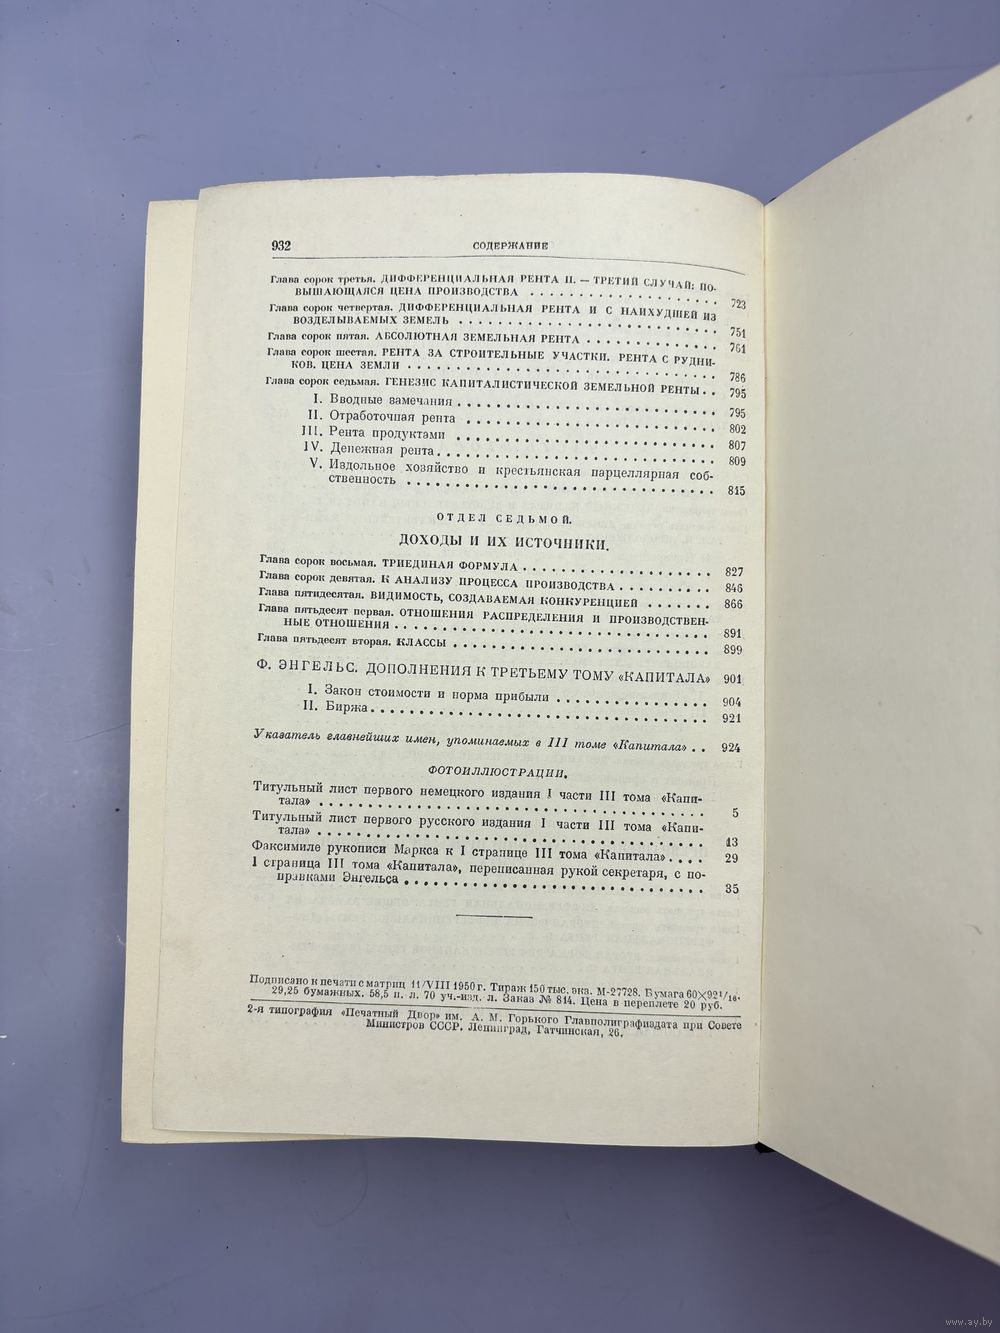 932
СОДЕРЖАНИЕ
Глава сорок третья. ДИФФЕРЕНЦИАЛЬНАЯ РЕНТА II. — ТРЕТИЙ СЛУЧАЙ: ПО-
ВЫШАЮЩАЯСЯ ЦЕНА ПРОИЗВОДСТВА . . . . . . . . . . . . . . . . 723
Глава сорок четвертая. ДИФФЕРЕНЦИАЛЬНАЯ РЕНТА И С НАИХУДШЕЙ ИЗ
ВОЗДЕЛЫВАЕМЫХ ЗЕМЕЛЬ . . . . . . . . . . . . . . . . . . . . 751
Глава сорок пятая. АБСОЛЮТНАЯ ЗЕМЕЛЬНАЯ РЕНТА . . . . . . . . . . 761
Глава сорок шестая. РЕНТА ЗА СТРОИТЕЛЬНЫЕ УЧАСТКИ. РЕНТА С РУДНИ-
КОВ. ЦЕНА ЗЕМЛИ . . . . . . . . . . . . . . . . . . . . . . 786
Глава сорок седьмая. ГЕНЕЗИС КАПИТАЛИСТИЧЕСКОЙ ЗЕМЕЛЬНОЙ РЕНТЫ . . 795
I. Вводные замечания . . . . . . . . . . . . . . . . . . . . 795
II. Отработочная рента . . . . . . . . . . . . . . . . . . . 802
III. Рента продуктами . . . . . . . . . . . . . . . . . . . . 807
IV. Денежная рента . . . . . . . . . . . . . . . . . . . . . 809
V. Издольное хозяйство и крестьянская парцеллярная соб-
ственность . . . . . . . . . . . . . . . . . . . . . . . . 815
ОТДЕЛ СЕДЬМОЙ.
ДОХОДЫ И ИХ ИСТОЧНИКИ.
Глава сорок восьмая. ТРИЕДИНАЯ ФОРМУЛА . . . . . . . . . . . . . . 827
Глава сорок девятая. К АНАЛИЗУ ПРОЦЕССА ПРОИЗВОДСТВА . . . . . . . 846
Глава пятидесятая. ВИДИМОСТЬ, СОЗДАВАЕМАЯ КОНКУРЕНЦИЕЙ . . . . . . . 866
Глава пятьдесят первая. ОТНОШЕНИЯ РАСПРЕДЕЛЕНИЯ И ПРОИЗВОДСТВЕН-
НЫЕ ОТНОШЕНИЯ . . . . . . . . . . . . . . . . . . . . . . . 891
Глава пятьдесят вторая. КЛАССЫ . . . . . . . . . . . . . . . . . . 899
Ф. ЭНГЕЛЬС. ДОПОЛНЕНИЯ К ТРЕТЬЕМУ ТОМУ «КАПИТАЛА» 901
I. Закон стоимости и норма прибыли . . . . . . . . . . . . . 904
II. Биржа . . . . . . . . . . . . . . . . . . . . . . . . . 921
Указатель главнейших имен, упоминаемых в III томе «Капитала» . . 924
ФОТОИЛЛЮСТРАЦИИ.
Титульный лист первого немецкого издания I части III тома «Капи-
тала» . . . . . . . . . . . . . . . . . . . . . . . . . . . 5
Титульный лист первого русского издания I части III тома «Капи-
тала» . . . . . . . . . . . . . . . . . . . . . . . . . . . 13
Факсимиле рукописи Маркса к I странице III тома «Капитала» . . . . 29
I страница III тома «Капитала», переписанная рукой секретаря, с по-
правками Энгельса . . . . . . . . . . . . . . . . . . . . . 35
Подписано к печати с матриц 11/VIII 1950 г. Тираж 150 тыс. экз. М-27728. Бумага 60×92 1/16.
29,25 бумажных. 58,5 п. л. 70 уч.-изд. л. Заказ № 814. Цена в переплете 20 руб.
2-я типография «Печатный Двор» им. А. М. Горького Главполиграфиздата при Совете
Министров СССР. Ленинград, Гатчинская, 26.
www.ay.by